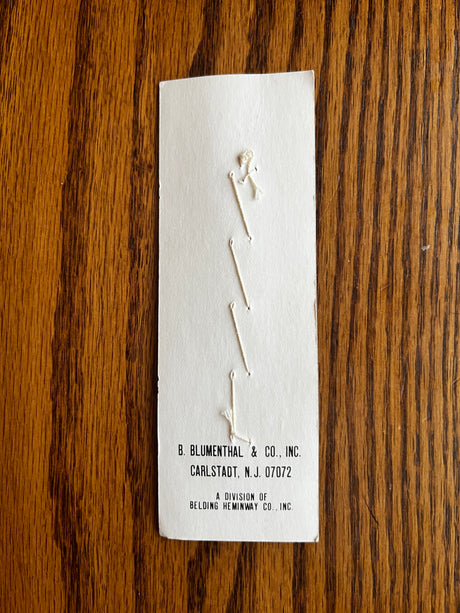 B. BLUMENTHAL & CO., INC.
CARLSTADT, N.J. 07072
A DIVISION OF
BELDING HEMINWAY CO., INC.